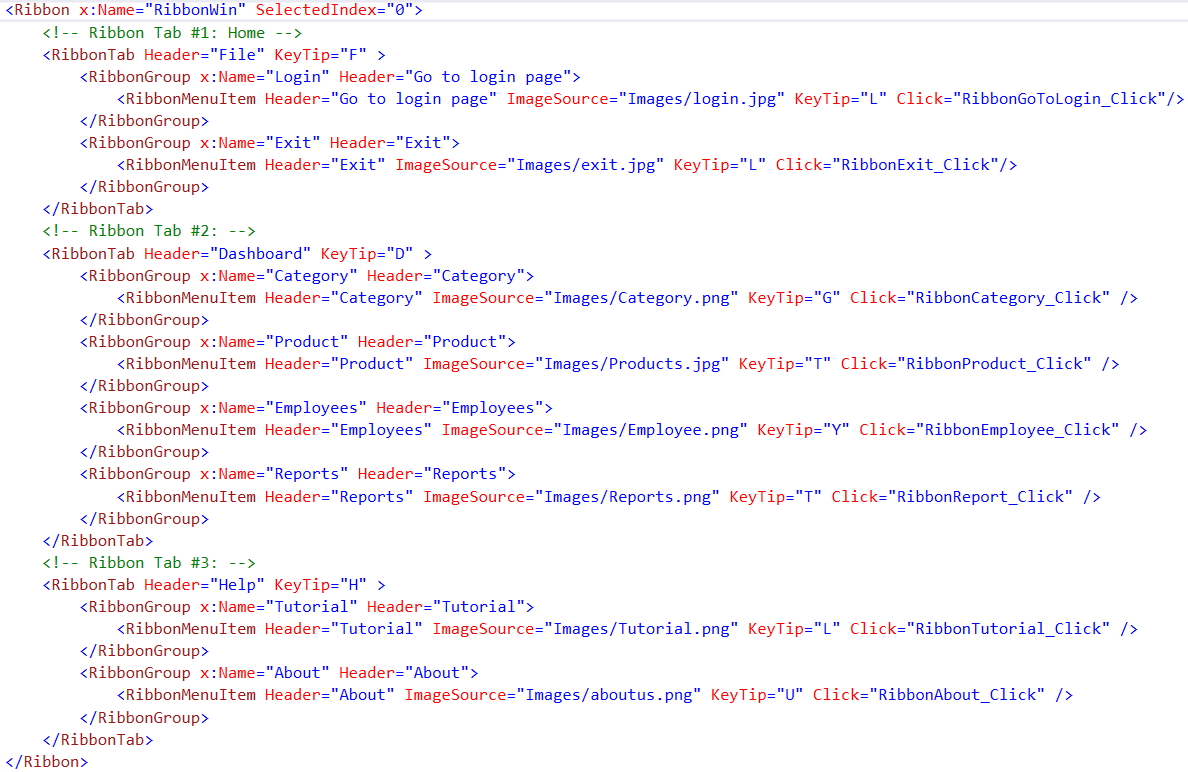 <Ribbon x:Name="RibbonWin" SelectedIndex="0">
    <!-- Ribbon Tab #1: Home -->
    <RibbonTab Header="File" KeyTip="F" >
        <RibbonGroup x:Name="Login" Header="Go to login page">
            <RibbonMenuItem Header="Go to login page" ImageSource="Images/login.jpg" KeyTip="L" Click="RibbonGoToLogin_Click"/>
        </RibbonGroup>
        <RibbonGroup x:Name="Exit" Header="Exit">
            <RibbonMenuItem Header="Exit" ImageSource="Images/exit.jpg" KeyTip="L" Click="RibbonExit_Click"/>
        </RibbonGroup>
    </RibbonTab>
    <!-- Ribbon Tab #2: -->
    <RibbonTab Header="Dashboard" KeyTip="D" >
        <RibbonGroup x:Name="Category" Header="Category">
            <RibbonMenuItem Header="Category" ImageSource="Images/Category.png" KeyTip="G" Click="RibbonCategory_Click" />
        </RibbonGroup>
        <RibbonGroup x:Name="Product" Header="Product">
            <RibbonMenuItem Header="Product" ImageSource="Images/Products.jpg" KeyTip="T" Click="RibbonProduct_Click" />
        </RibbonGroup>
        <RibbonGroup x:Name="Employees" Header="Employees">
            <RibbonMenuItem Header="Employees" ImageSource="Images/Employee.png" KeyTip="Y" Click="RibbonEmployee_Click" />
        </RibbonGroup>
        <RibbonGroup x:Name="Reports" Header="Reports">
            <RibbonMenuItem Header="Reports" ImageSource="Images/Reports.png" KeyTip="T" Click="RibbonReport_Click" />
        </RibbonGroup>
    </RibbonTab>
    <!-- Ribbon Tab #3: -->
    <RibbonTab Header="Help" KeyTip="H" >
        <RibbonGroup x:Name="Tutorial" Header="Tutorial">
            <RibbonMenuItem Header="Tutorial" ImageSource="Images/Tutorial.png" KeyTip="L" Click="RibbonTutorial_Click" />
        </RibbonGroup>
        <RibbonGroup x:Name="About" Header="About">
            <RibbonMenuItem Header="About" ImageSource="Images/aboutus.png" KeyTip="U" Click="RibbonAbout_Click" />
        </RibbonGroup>
    </RibbonTab>
</Ribbon>